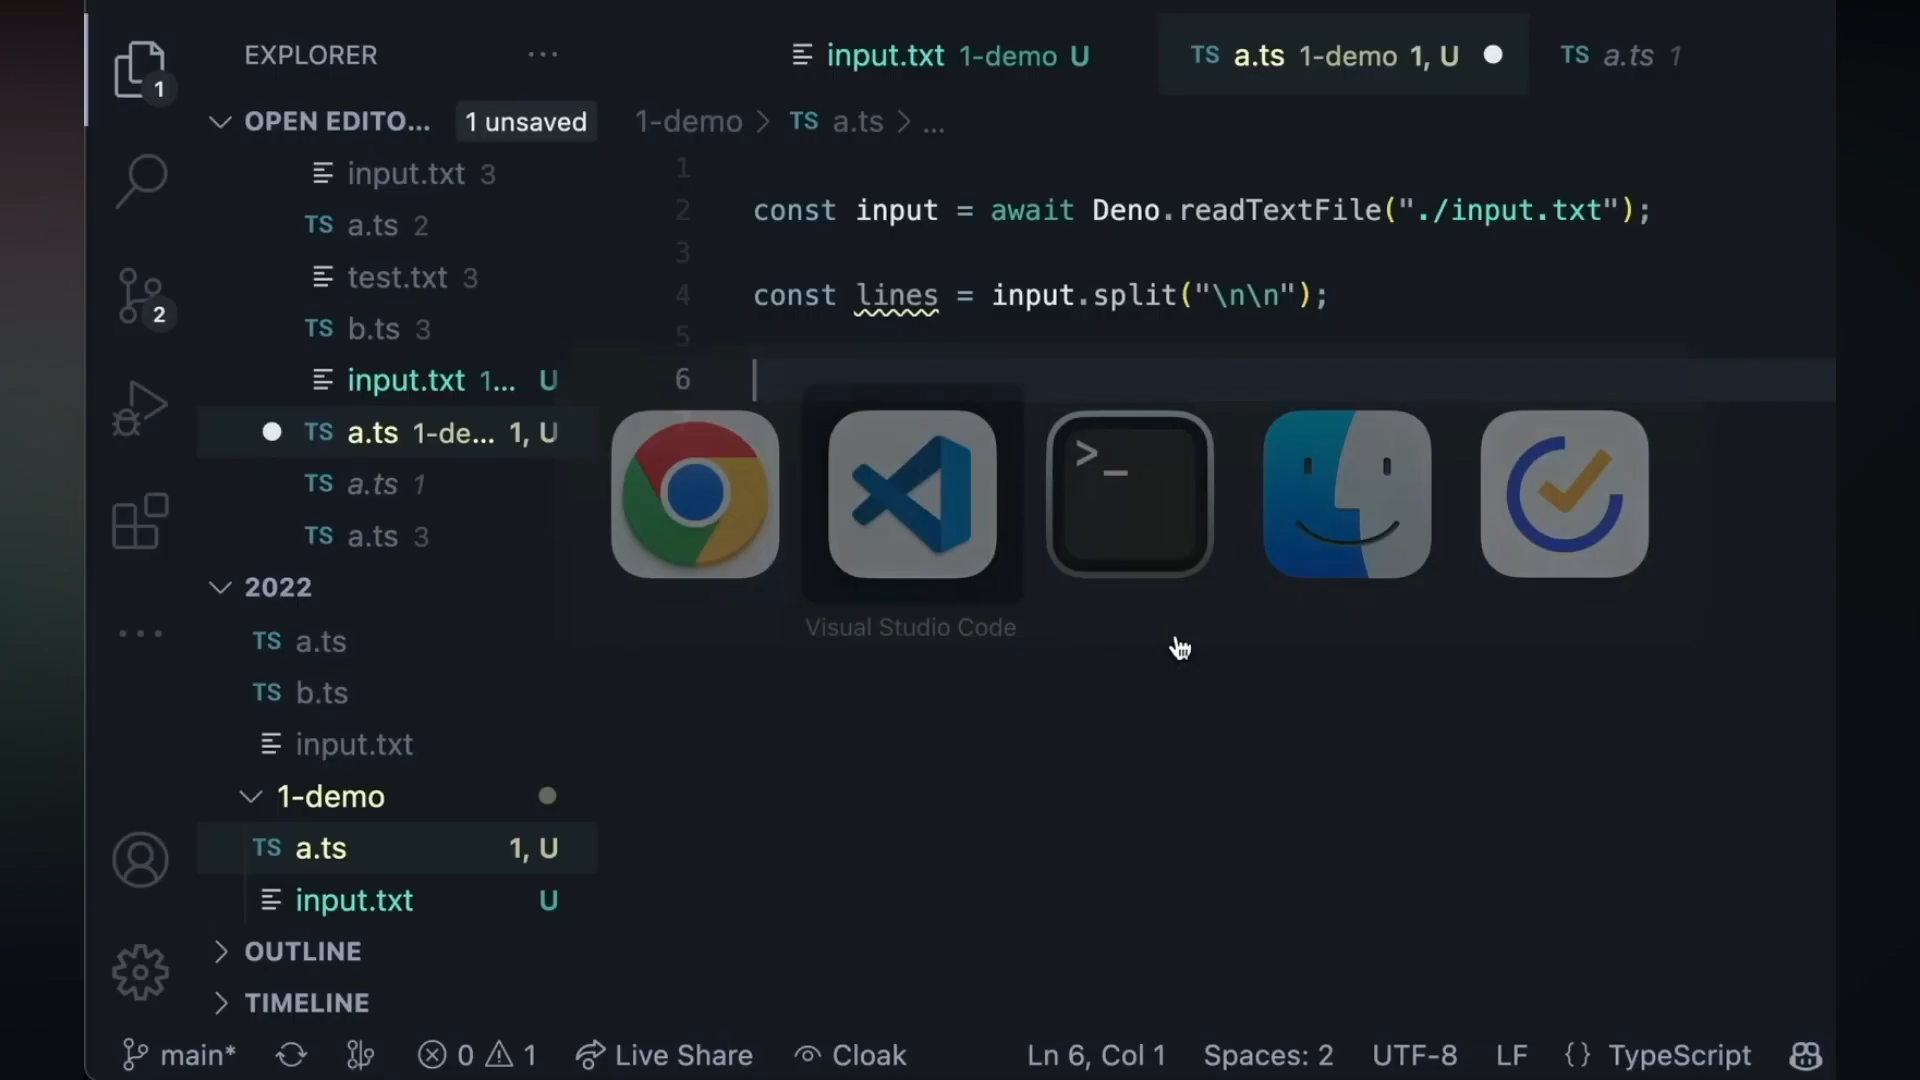 EXPLORER ...
input.txt 1-demo U
TS a.ts 1-demo 1, U
TS a.ts 1
OPEN EDITO... 1 unsaved
1-demo > TS a.ts > ...
input.txt 3
TS a.ts 2
test.txt 3
TS b.ts 3
input.txt 1... U
TS a.ts 1-de... 1, U
TS a.ts 1
TS a.ts 3
2022
TS a.ts
TS b.ts
input.txt
1-demo
TS a.ts 1, U
input.txt U
OUTLINE
TIMELINE
1
2
1
2 const input = await Deno.readTextFile("./input.txt");
3
4 const lines = input.split("\n\n");
5
6
>_
Visual Studio Code
main* 0 1 Live Share Cloak Ln 6, Col 1 Spaces: 2 UTF-8 LF {} TypeScript